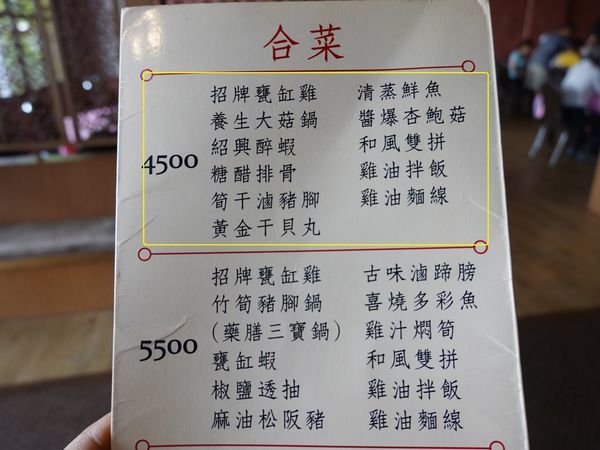 合菜
招牌甕缸雞 清蒸鮮魚
養生大菇鍋 醬爆杏鮑菇
紹興醉蝦 和風雙拼
4500 糖醋排骨 雞油拌飯
筍干滷豬腳 雞油麵線
黃金干貝丸
招牌甕缸雞 古味滷蹄膀
竹筍豬腳鍋 喜燒多彩魚
5500 (藥膳三寶鍋) 雞汁燜筍
甕缸蝦 和風雙拼
椒鹽透抽 雞油拌飯
麻油松阪豬 雞油麵線